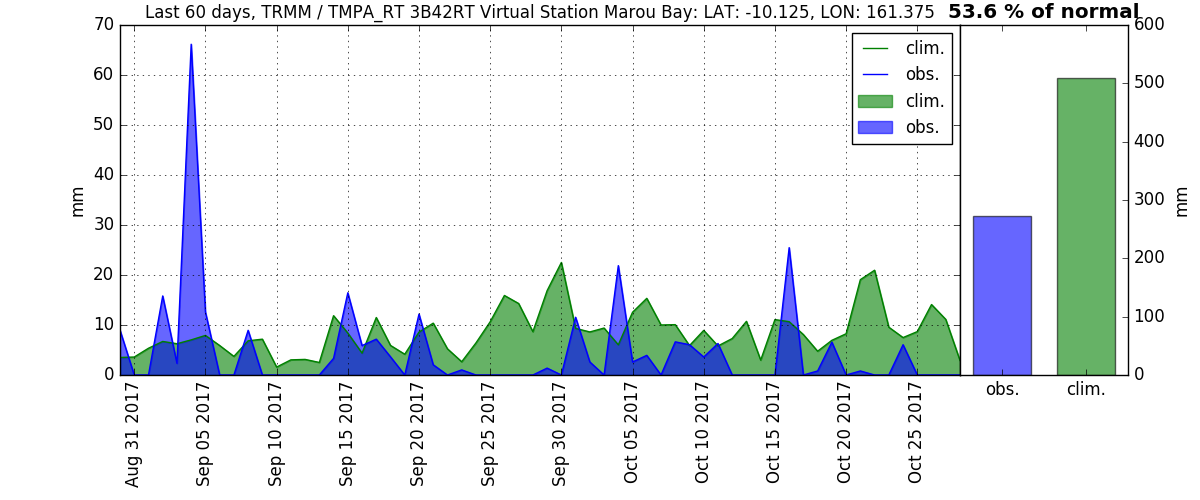 Last 60 days, TRMM / TMPA_RT 3B42RT Virtual Station Marou Bay: LAT: -10.125, LON: 161.375
53.6 % of normal
70
60
50
40
30
20
10
0
mm
clim.
obs.
clim.
obs.
Aug 31 2017
Sep 05 2017
Sep 10 2017
Sep 15 2017
Sep 20 2017
Sep 25 2017
Sep 30 2017
Oct 05 2017
Oct 10 2017
Oct 15 2017
Oct 20 2017
Oct 25 2017
600
500
400
300
200
100
0
mm
obs.
clim.